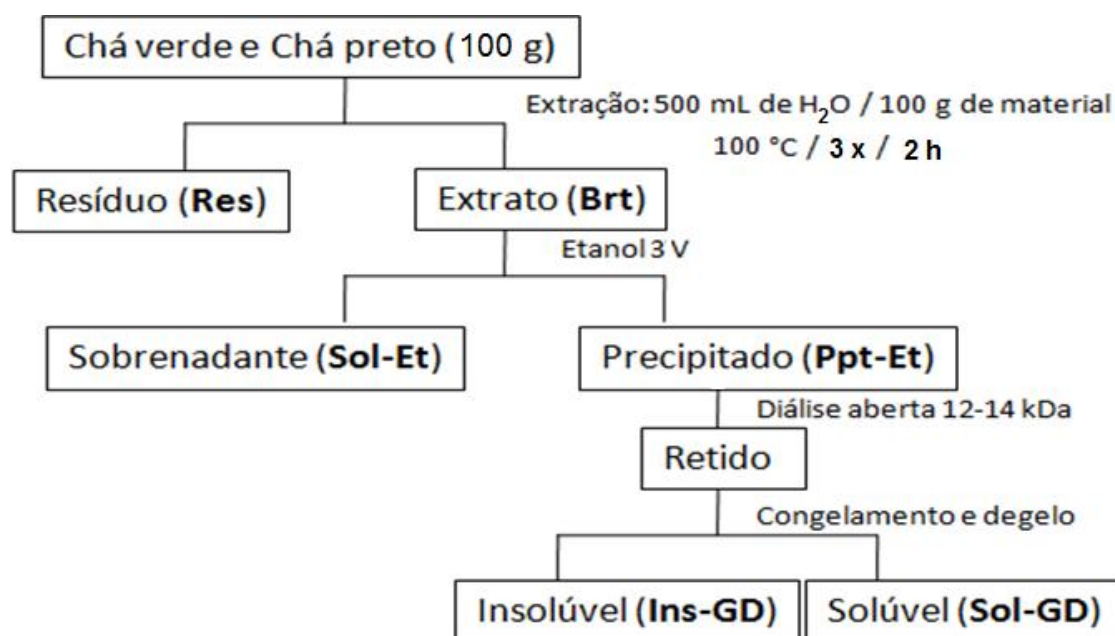 Chá verde e Chá preto (100 g)
Extração: 500 mL de H₂O / 100 g de material
100 °C / 3 x / 2 h
Resíduo (Res)
Extrato (Brt)
Etanol 3 V
Sobrenadante (Sol-Et)
Precipitado (Ppt-Et)
Diálise aberta 12-14 kDa
Retido
Congelamento e degelo
Insolúvel (Ins-GD)
Solúvel (Sol-GD)